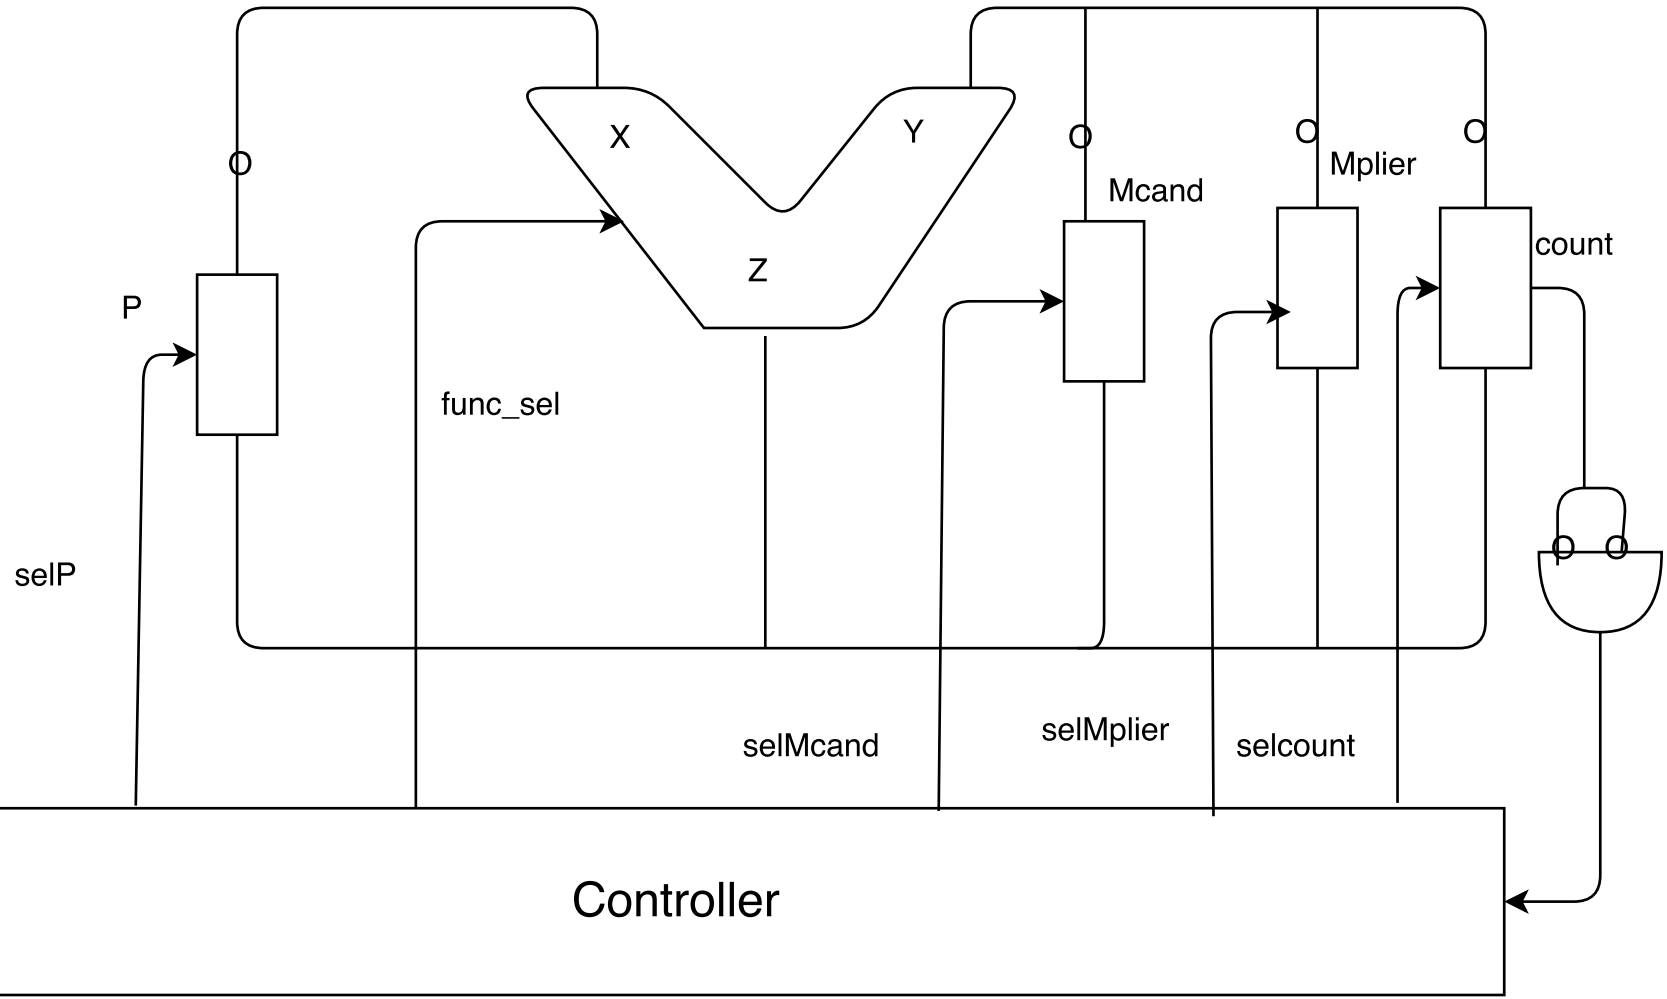 X
Y
O
O
O
O
Mplier
Mcand
count
Z
P
func_sel
O
O
selP
selMcand
selMplier
selcount
Controller